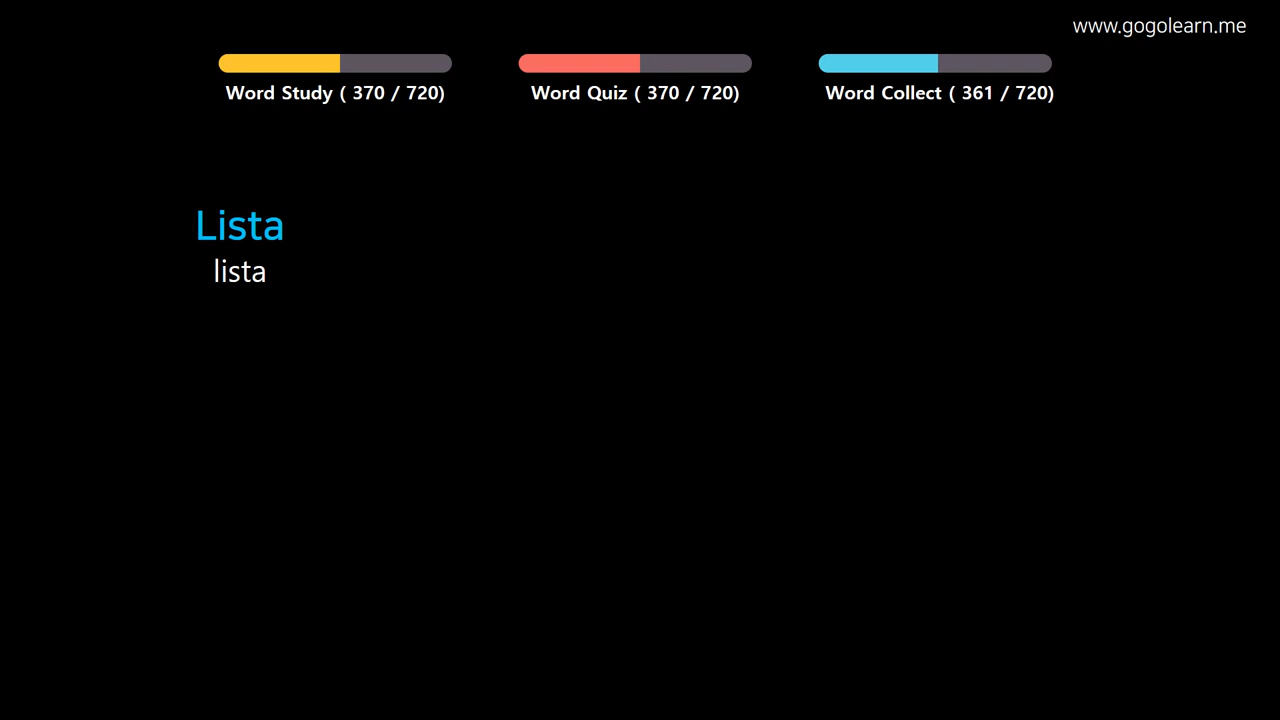 www.gogolearn.me
Word Study ( 370 / 720)
Word Quiz ( 370 / 720)
Word Collect ( 361 / 720)
Lista
lista